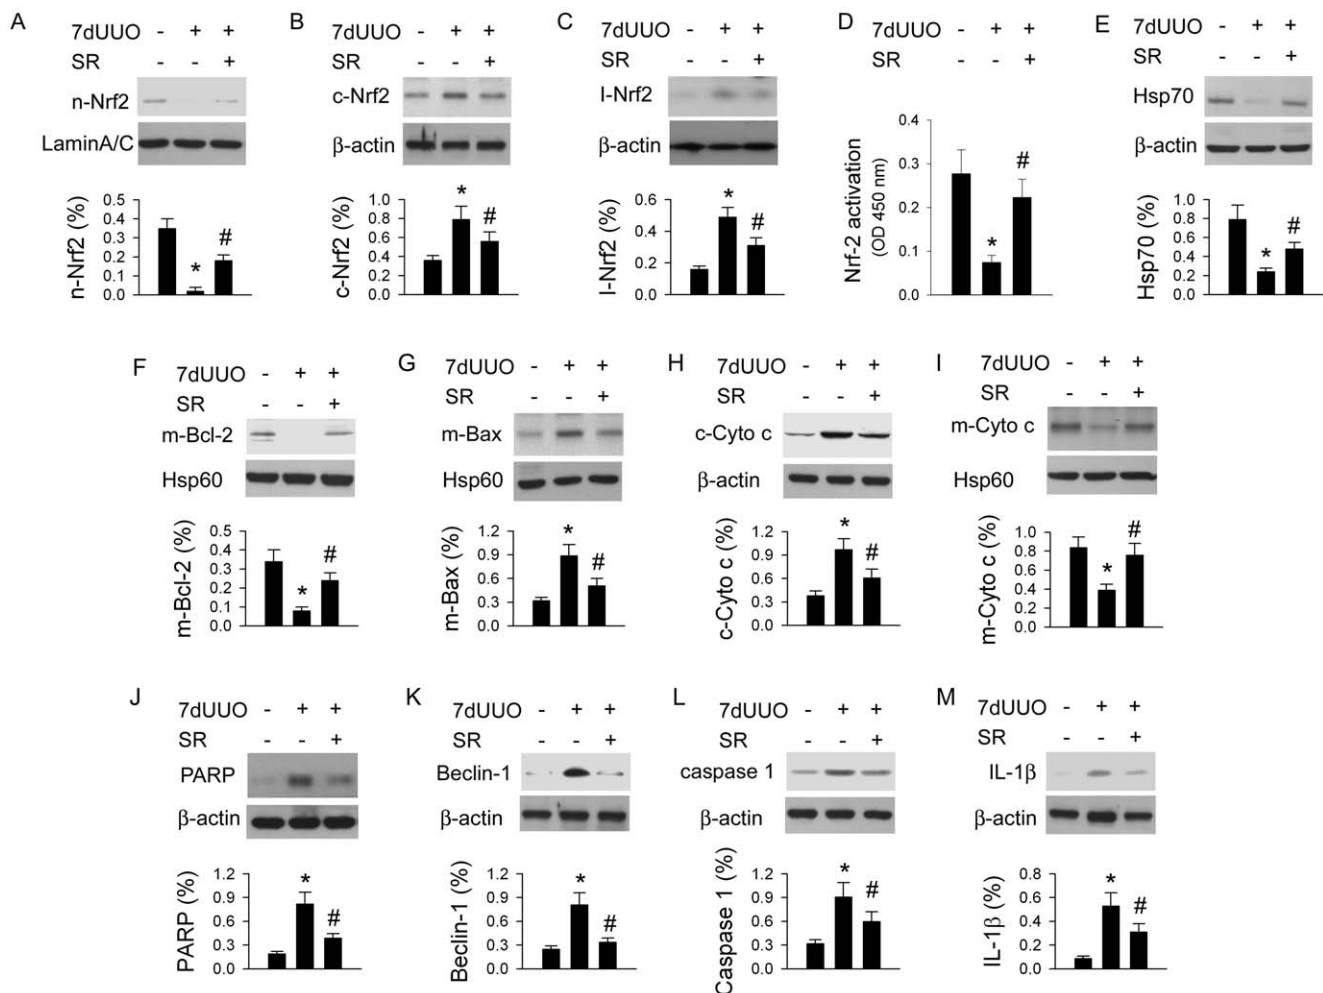 A 7dUUO - + +
SR - - +
n-Nrf2
LaminA/C
n-Nrf2 (%)
0.5
0.4
0.3
0.2
0.1
0.0
* #
B 7dUUO - + +
SR - - +
c-Nrf2
β-actin
c-Nrf2 (%)
1.0
0.8
0.6
0.4
0.2
0.0
* #
C 7dUUO - + +
SR - - +
l-Nrf2
β-actin
l-Nrf2 (%)
0.6
0.4
0.2
0.0
* #
D 7dUUO - + +
SR - - +
Nrf-2 activation
(OD 450 nm)
0.4
0.3
0.2
0.1
0.0
* #
E 7dUUO - + +
SR - - +
Hsp70
β-actin
Hsp70 (%)
1.0
0.8
0.6
0.4
0.2
0.0
* #
F 7dUUO - + +
SR - - +
m-Bcl-2
Hsp60
m-Bcl-2 (%)
0.5
0.4
0.3
0.2
0.1
0.0
* #
G 7dUUO - + +
SR - - +
m-Bax
Hsp60
m-Bax (%)
1.2
0.9
0.6
0.3
0.0
* #
H 7dUUO - + +
SR - - +
c-Cyto c
β-actin
c-Cyto c (%)
1.2
0.9
0.6
0.3
0.0
* #
I 7dUUO - + +
SR - - +
m-Cyto c
Hsp60
m-Cyto c (%)
1.0
0.8
0.6
0.4
0.2
0.0
* #
J 7dUUO - + +
SR - - +
PARP
β-actin
PARP (%)
1.2
0.9
0.6
0.3
0.0
* #
K 7dUUO - + +
SR - - +
Beclin-1
β-actin
Beclin-1 (%)
1.2
0.9
0.6
0.3
0.0
* #
L 7dUUO - + +
SR - - +
caspase 1
β-actin
Caspase 1 (%)
1.2
0.9
0.6
0.3
0.0
* #
M 7dUUO - + +
SR - - +
IL-1β
β-actin
IL-1β (%)
0.8
0.6
0.4
0.2
0.0
* #